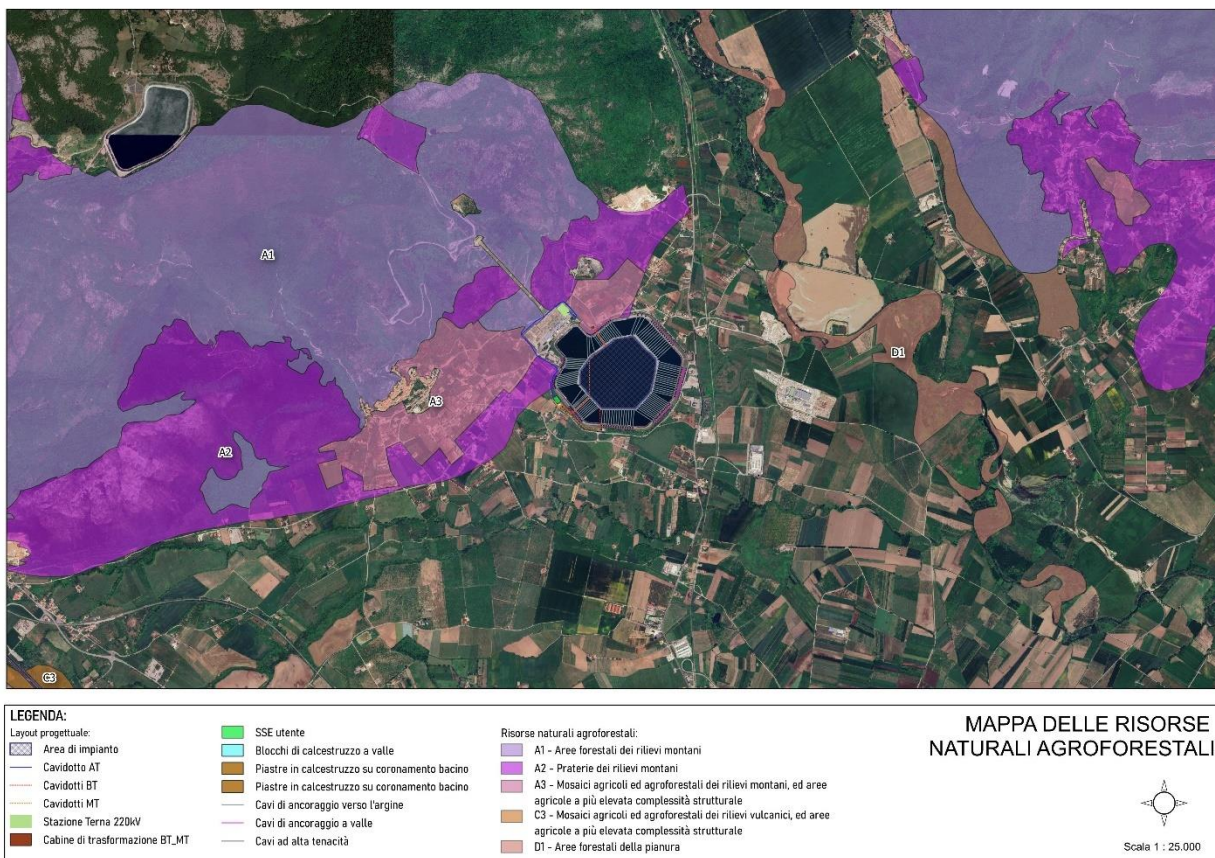 A1
D1
A3
A2
C3
LEGENDA:
Layout progettuale:
Area di impianto
Cavidotto AT
Cavidotti BT
Cavidotti MT
Stazione Terna 220kV
Cabine di trasformazione BT_MT
SSE utente
Blocchi di calcestruzzo a valle
Piastre in calcestruzzo su coronamento bacino
Piastre in calcestruzzo su coronamento bacino
Cavi di ancoraggio verso l'argine
Cavi di ancoraggio a valle
Cavi ad alta tenacità
Risorse naturali agroforestali:
A1 - Aree forestali dei rilievi montani
A2 - Praterie dei rilievi montani
A3 - Mosaici agricoli ed agroforestali dei rilievi montani, ed aree
agricole a più elevata complessità strutturale
C3 - Mosaici agricoli ed agroforestali dei rilievi vulcanici, ed aree
agricole a più elevata complessità strutturale
D1 - Aree forestali della pianura
MAPPA DELLE RISORSE
NATURALI AGROFORESTALI
Scala 1 : 25.000